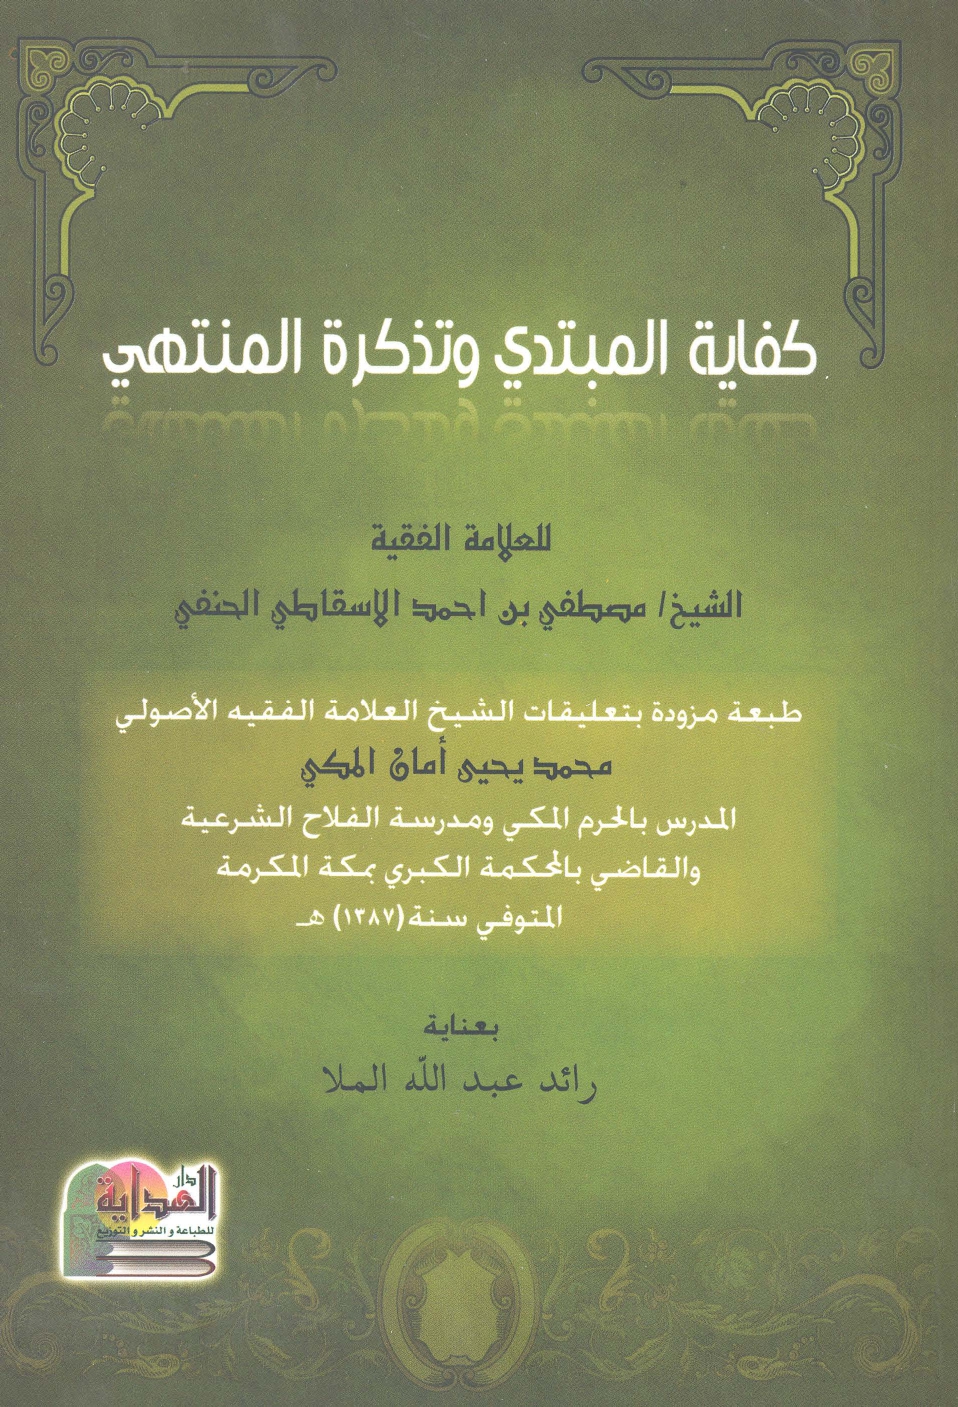 كفاية المبتدي وتذكرة المنتهي
للعلامة الفقية
الشيخ/ مصطفي بن احمد الإسقاطي الحنفي
طبعة مزودة بتعليقات الشيخ العلامة الفقيه الأصولي
محمد يحيى أمان المكي
المدرس بالحرم المكي ومدرسة الفلاح الشرعية
والقاضي بالمحكمة الكبري بمكة المكرمة
المتوفي سنة (١٣٨٧) هـ
بعناية
رائد عبد الله الملا
دار
الهداية
للطباعة و النشر و التوزيع